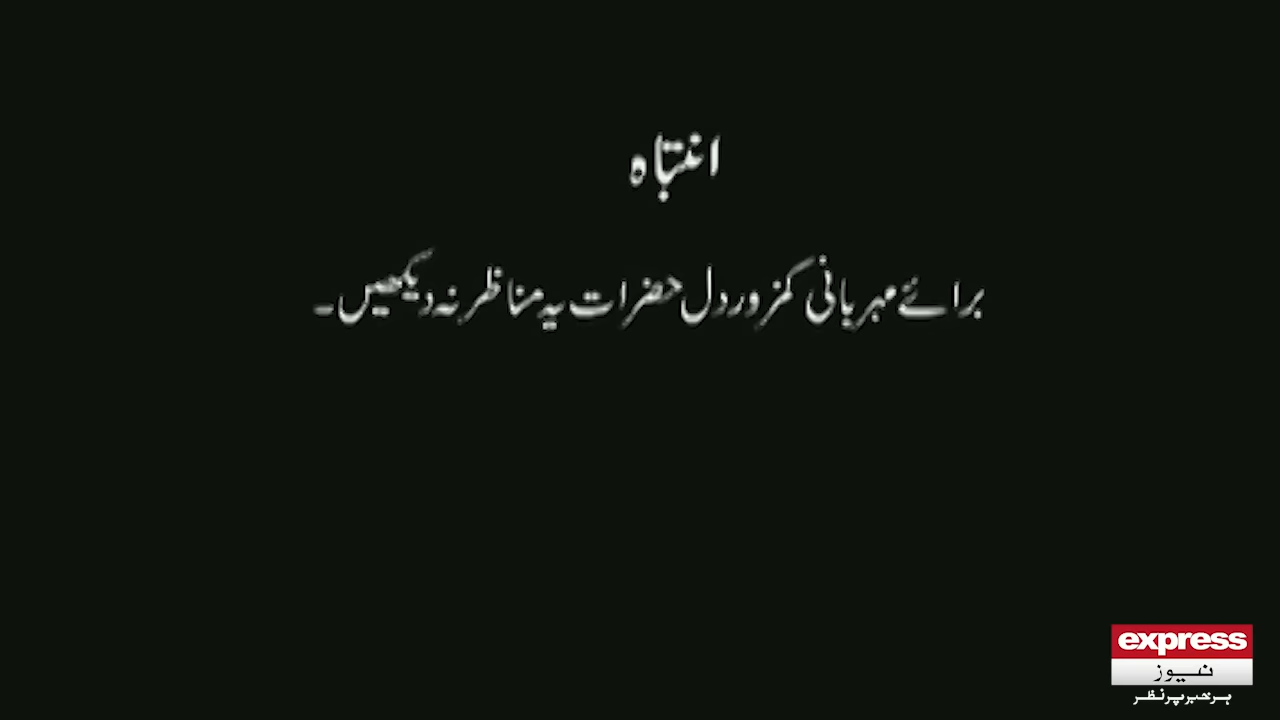 انتباہ
برائے مہربانی کمزور دل حضرات یہ مناظر نہ دیکھیں۔
express
نیوز
ہر خبر پر نظر